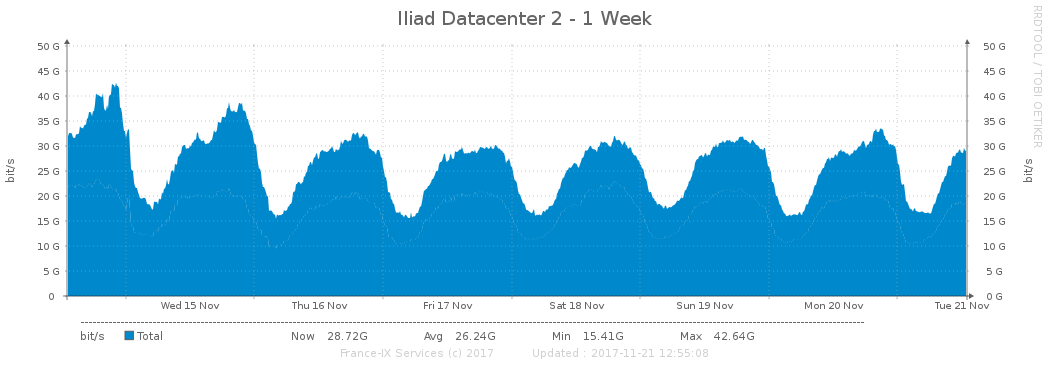 Iliad Datacenter 2 - 1 Week
RRDTOOL / TOBI OETIKER
50 G 50 G
45 G 45 G
40 G 40 G
35 G 35 G
30 G 30 G
25 G 25 G
20 G 20 G
15 G 15 G
10 G 10 G
5 G 5 G
0 0 G
bit/s
bit/s
Wed 15 Nov Thu 16 Nov Fri 17 Nov Sat 18 Nov Sun 19 Nov Mon 20 Nov Tue 21 Nov
bit/s Total Now 28.72G Avg 26.24G Min 15.41G Max 42.64G
France-IX Services (c) 2017 Updated : 2017-11-21 12:55:08